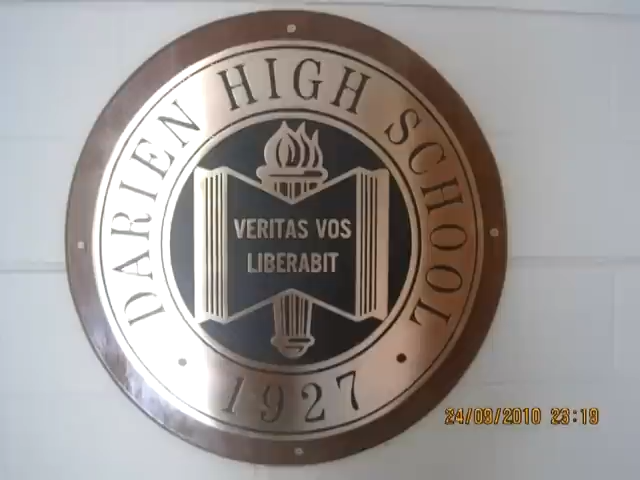 DARIEN HIGH SCHOOL
VERITAS VOS
LIBERABIT
1927
24/09/2010 23:19